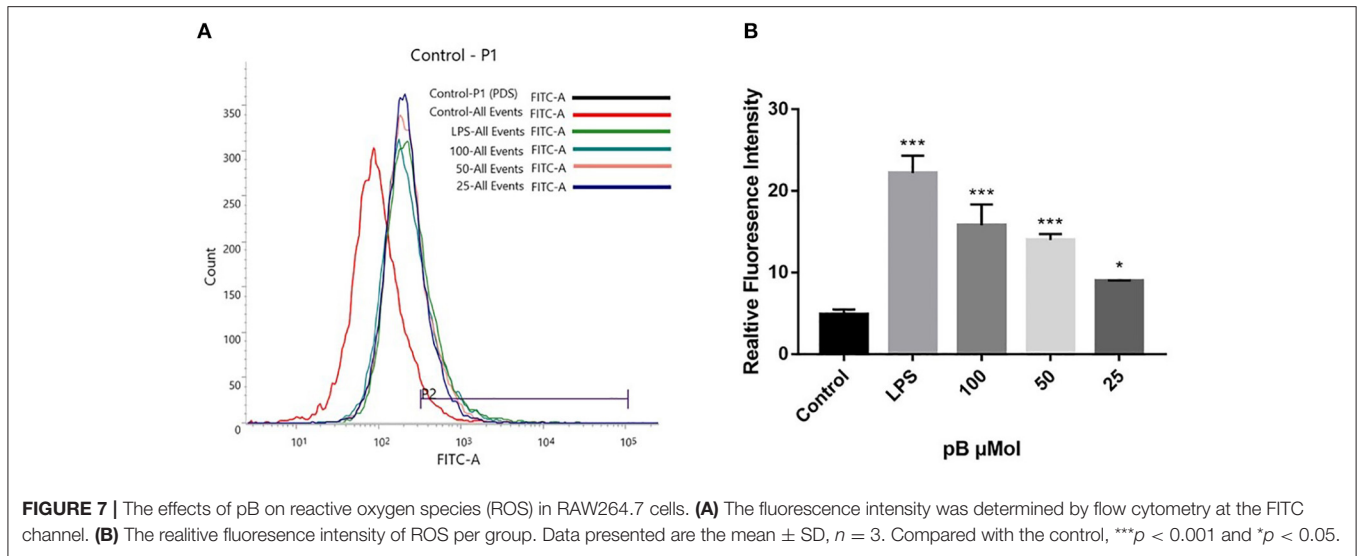 A
Control - P1
Control-P1 (PDS) FITC-A
Control-All Events FITC-A
LPS-All Events FITC-A
100-All Events FITC-A
50-All Events FITC-A
25-All Events FITC-A
350
300
250
200
150
100
50
0
Count
P2
10¹ 10² 10³ 10⁴ 10⁵
FITC-A
B
30
20
10
0
Realtive Fluoresence Intensity
*** *** *** *
Control LPS 100 50 25
pB µMol
FIGURE 7 | The effects of pB on reactive oxygen species (ROS) in RAW264.7 cells. (A) The fluorescence intensity was determined by flow cytometry at the FITC
channel. (B) The realitive fluoresence intensity of ROS per group. Data presented are the mean ± SD, n = 3. Compared with the control, ***p < 0.001 and *p < 0.05.